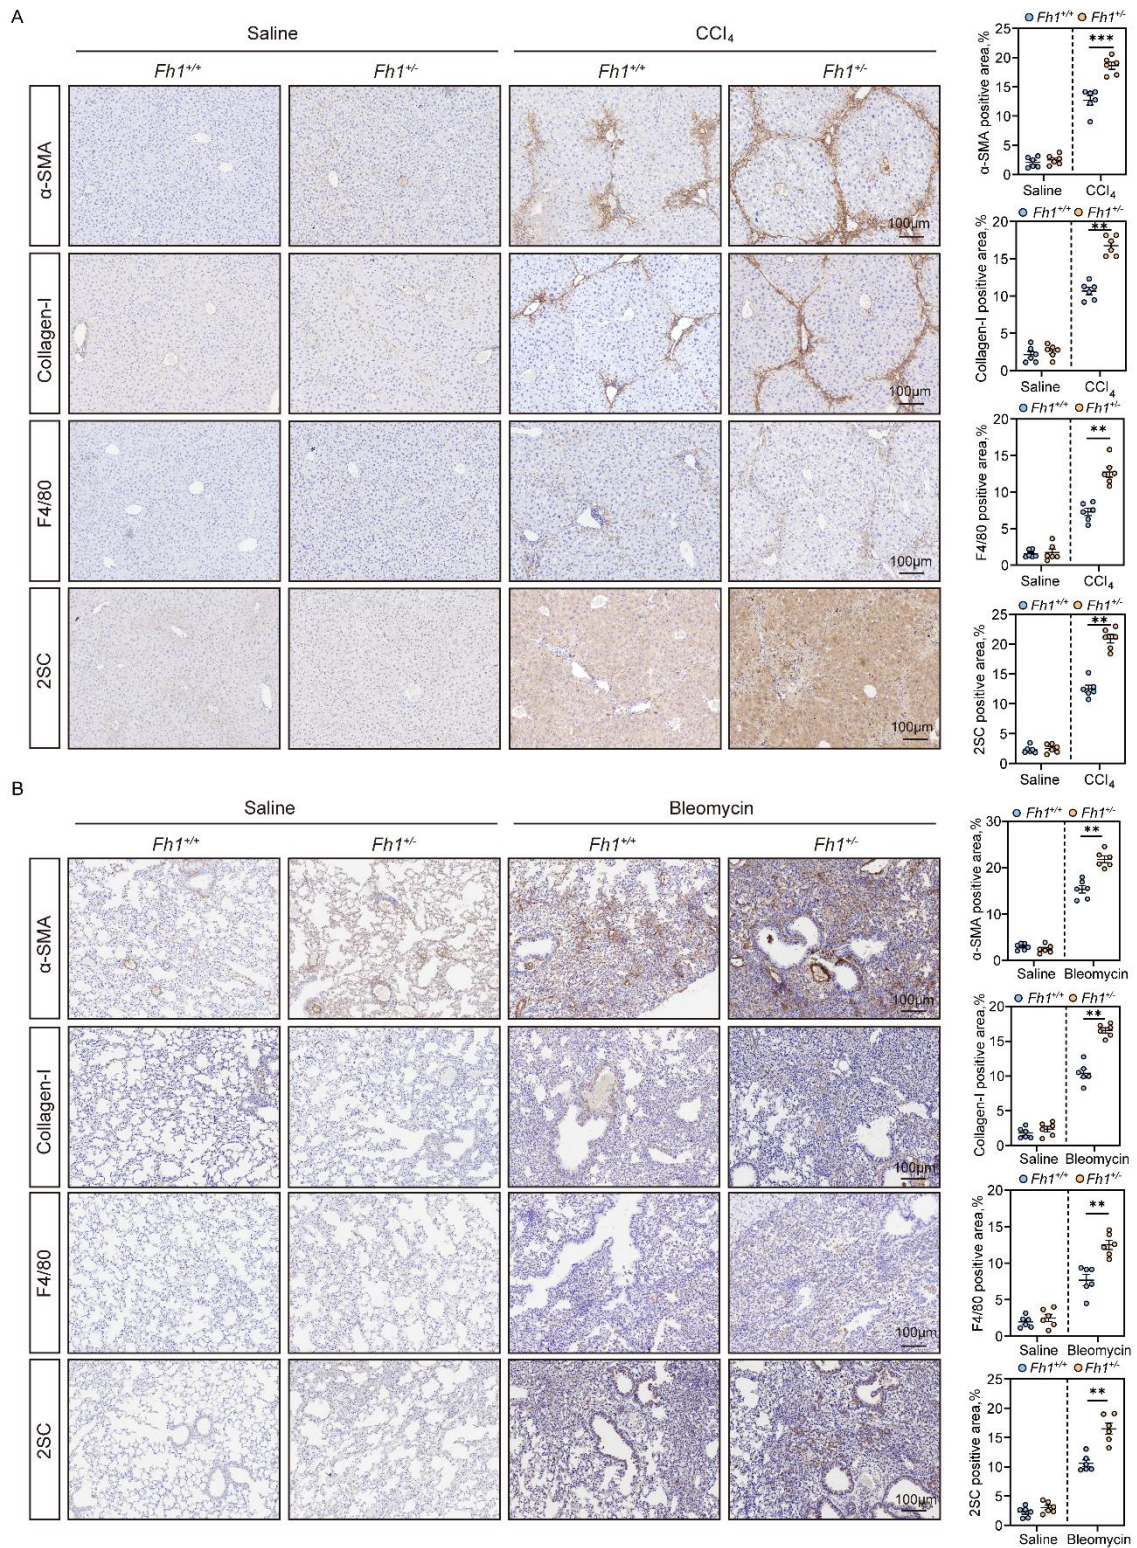 A
Saline CCl4
Fh1+/+ Fh1+/- Fh1+/+ Fh1+/-
α-SMA
100μm
Collagen-I
100μm
F4/80
100μm
2SC
100μm
Fh1+/+ Fh1+/-
α-SMA positive area,%
25
20
15
10
5
0
***
Saline CCl4
Fh1+/+ Fh1+/-
Collagen-I positive area,%
20
15
10
5
0
**
Saline CCl4
Fh1+/+ Fh1+/-
F4/80 positive area,%
20
15
10
5
0
**
Saline CCl4
Fh1+/+ Fh1+/-
2SC positive area,%
25
20
15
10
5
0
**
Saline CCl4
B
Saline Bleomycin
Fh1+/+ Fh1+/- Fh1+/+ Fh1+/-
α-SMA
100μm
Collagen-I
100μm
F4/80
100μm
2SC
100μm
Fh1+/+ Fh1+/-
α-SMA positive area,%
30
20
10
0
**
Saline Bleomycin
Fh1+/+ Fh1+/-
Collagen-I positive area,%
20
15
10
5
0
**
Saline Bleomycin
Fh1+/+ Fh1+/-
F4/80 positive area,%
20
15
10
5
0
**
Saline Bleomycin
Fh1+/+ Fh1+/-
2SC positive area,%
25
20
15
10
5
0
**
Saline Bleomycin